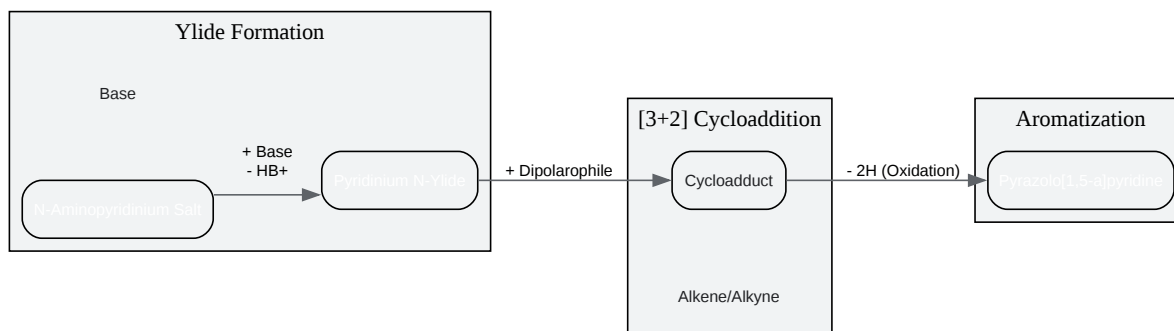 Ylide Formation
Base
+ Base
- HB+
N-Aminopyridinium Salt
Pyridinium N-Ylide
+ Dipolarophile
[3+2] Cycloaddition
Cycloadduct
Alkene/Alkyne
- 2H (Oxidation)
Aromatization
Pyrazolo[1.5-a]pyridine